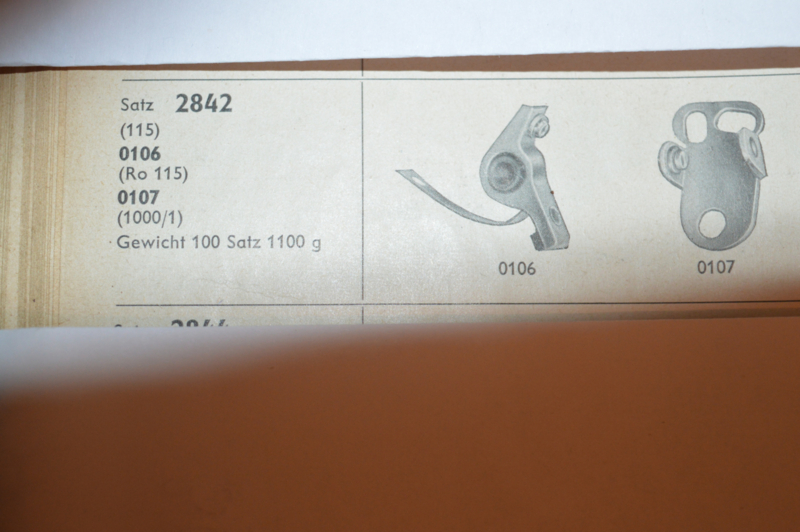 Satz 2842
(115)
0106
(Ro 115)
0107
(1000/1)
Gewicht 100 Satz 1100 g
0106
0107